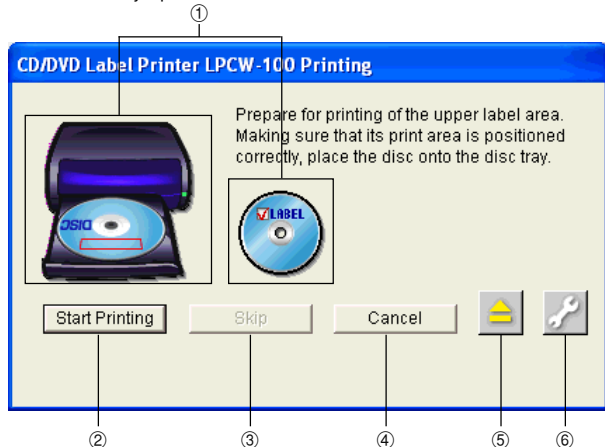 ①
CD/DVD Label Printer LPCW-100 Printing
Prepare for printing of the upper label area.
Making sure that its print area is positioned
correctly, place the disc onto the disc tray.
DISC
LABEL
Start Printing
Skip
Cancel
② ③ ④ ⑤ ⑥